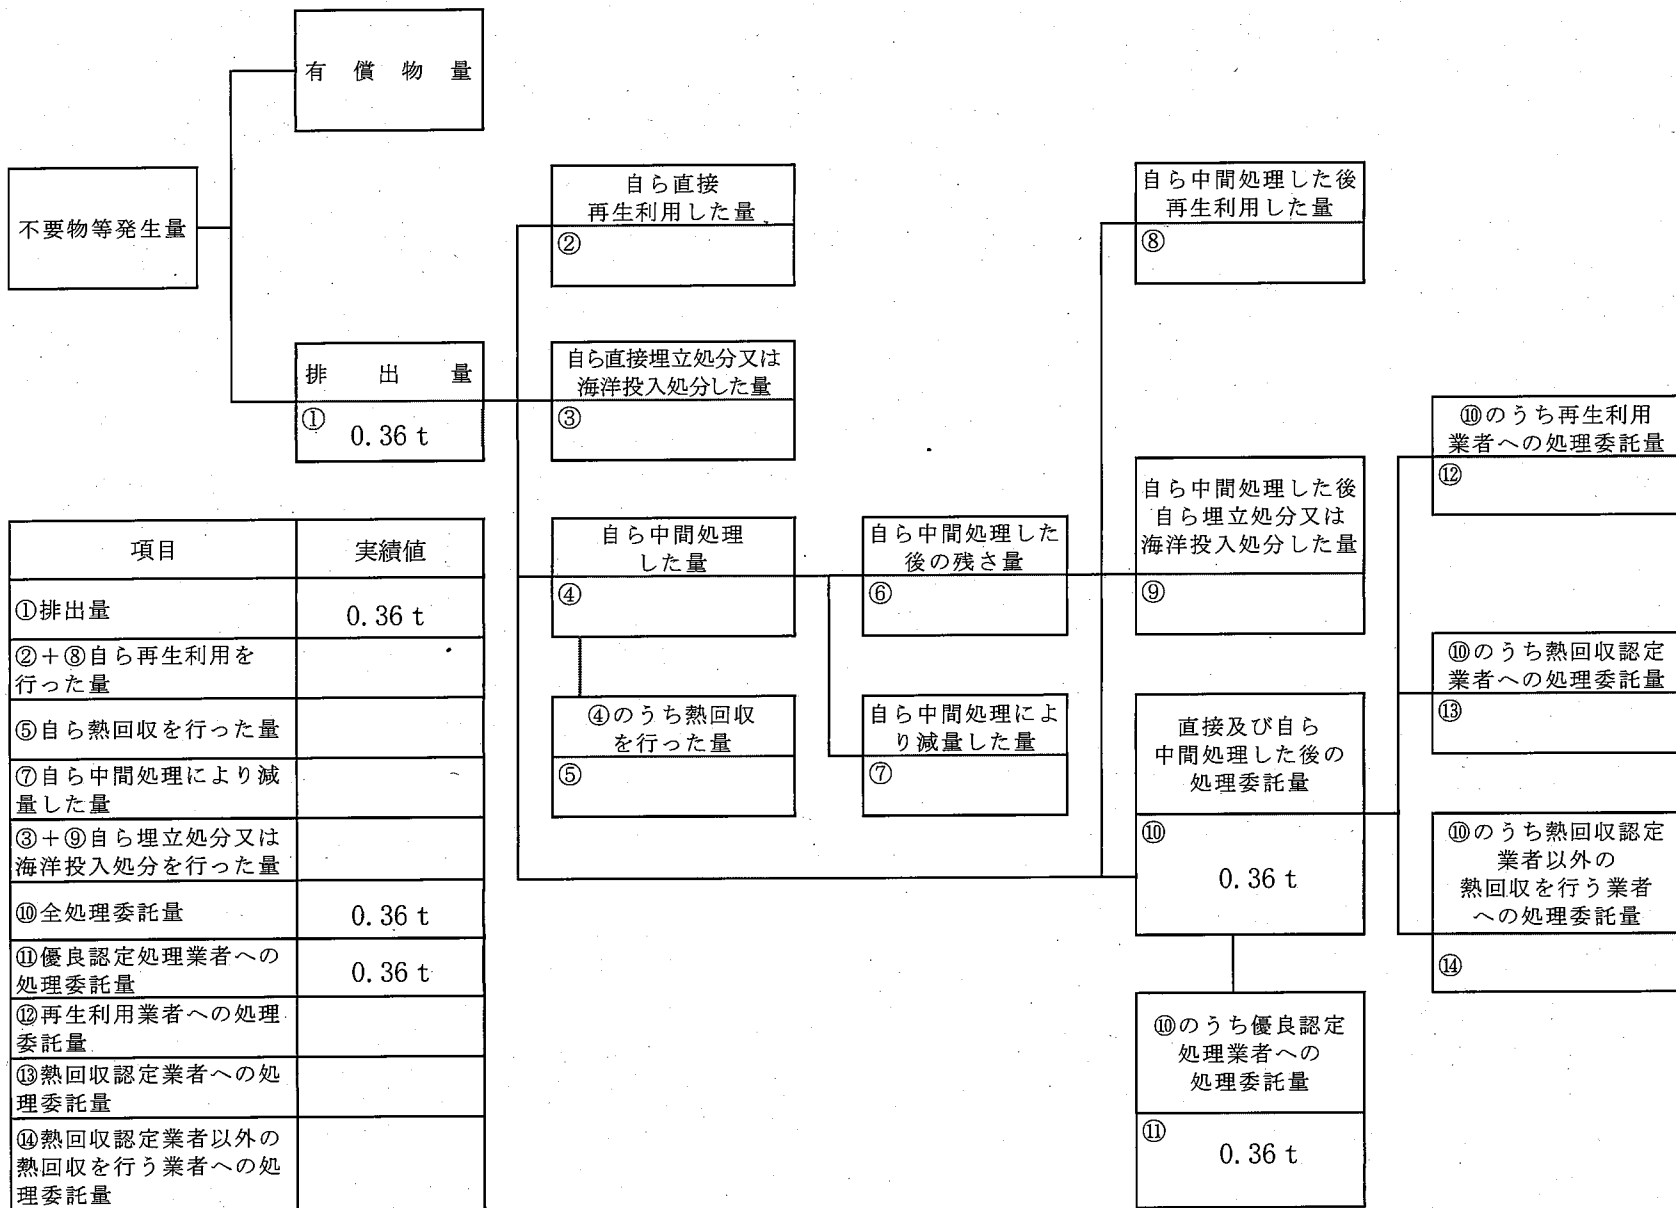 有償物量
不要物等発生量
排出量
① 0.36 t
自ら直接
再生利用した量
②
自ら直接埋立処分又は
海洋投入処分した量
③
自ら中間処理
した量
④
④のうち熱回収
を行った量
⑤
自ら中間処理した
後の残さ量
⑥
自ら中間処理によ
り減量した量
⑦
自ら中間処理した後
再生利用した量
⑧
自ら中間処理した後
自ら埋立処分又は
海洋投入処分した量
⑨
直接及び自ら
中間処理した後の
処理委託量
⑩
0.36 t
⑩のうち優良認定
処理業者への
処理委託量
⑪
0.36 t
⑩のうち再生利用
業者への処理委託量
⑫
⑩のうち熱回収認定
業者への処理委託量
⑬
⑩のうち熱回収認定
業者以外の
熱回収を行う業者
への処理委託量
⑭
項目 実績値
①排出量 0.36 t
②+⑧自ら再生利用を
行った量
⑤自ら熱回収を行った量
⑦自ら中間処理により減
量した量
③+⑨自ら埋立処分又は
海洋投入処分を行った量
⑩全処理委託量 0.36 t
⑪優良認定処理業者への
処理委託量 0.36 t
⑫再生利用業者への処理
委託量
⑬熱回収認定業者への処
理委託量
⑭熱回収認定業者以外の
熱回収を行う業者への処
理委託量